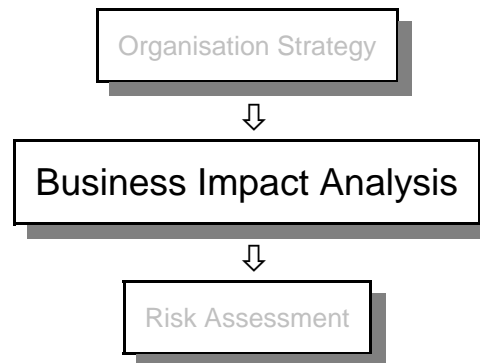 Organisation Strategy
Business Impact Analysis
Risk Assessment